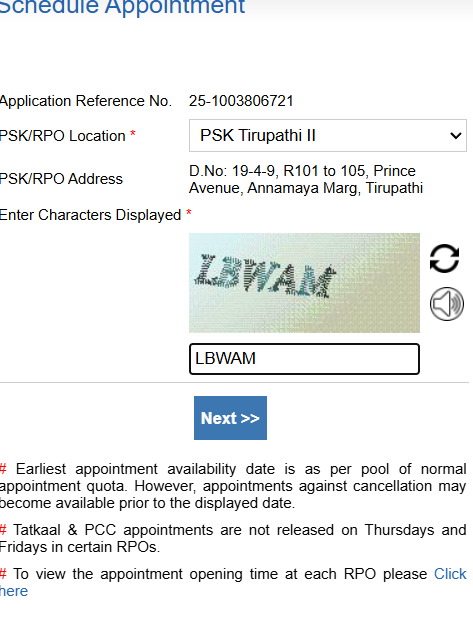 Schedule Appointment
Application Reference No. 25-1003806721
PSK/RPO Location * PSK Tirupathi II
PSK/RPO Address D.No: 19-4-9, R101 to 105, Prince
Avenue, Annamaya Marg, Tirupathi
Enter Characters Displayed *
LBWAM
LBWAM
Next >>
# Earliest appointment availability date is as per pool of normal
appointment quota. However, appointments against cancellation may
become available prior to the displayed date.
# Tatkaal & PCC appointments are not released on Thursdays and
Fridays in certain RPOs.
# To view the appointment opening time at each RPO please Click
here